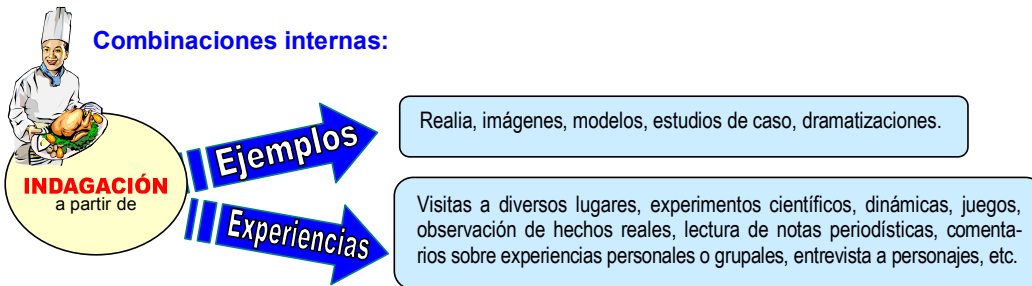 Combinaciones internas:
Ejemplos
Realia, imágenes, modelos, estudios de caso, dramatizaciones.
INDAGACIÓN
a partir de
Experiencias
Visitas a diversos lugares, experimentos científicos, dinámicas, juegos,
observación de hechos reales, lectura de notas periodísticas, comenta-
rios sobre experiencias personales o grupales, entrevista a personajes, etc.